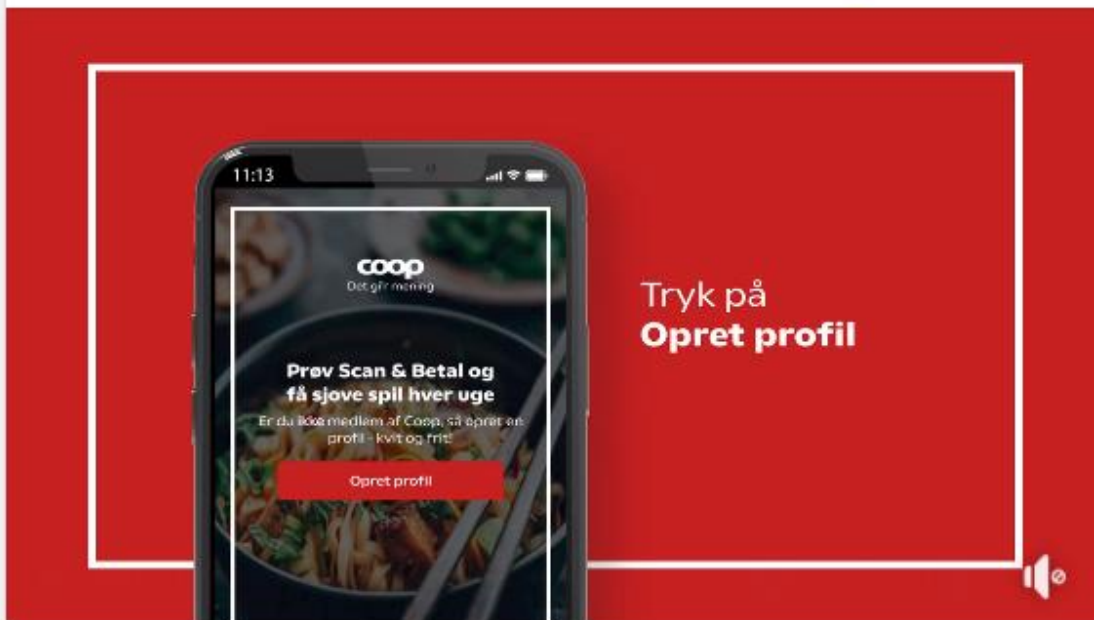 11:13
coop
Det gir mening
Prøv Scan & Betal og
få sjove spil hver uge
Er du ikke medlem af Coop, så opret en
profil - kvit og frit!
Opret profil
Tryk på
Opret profil